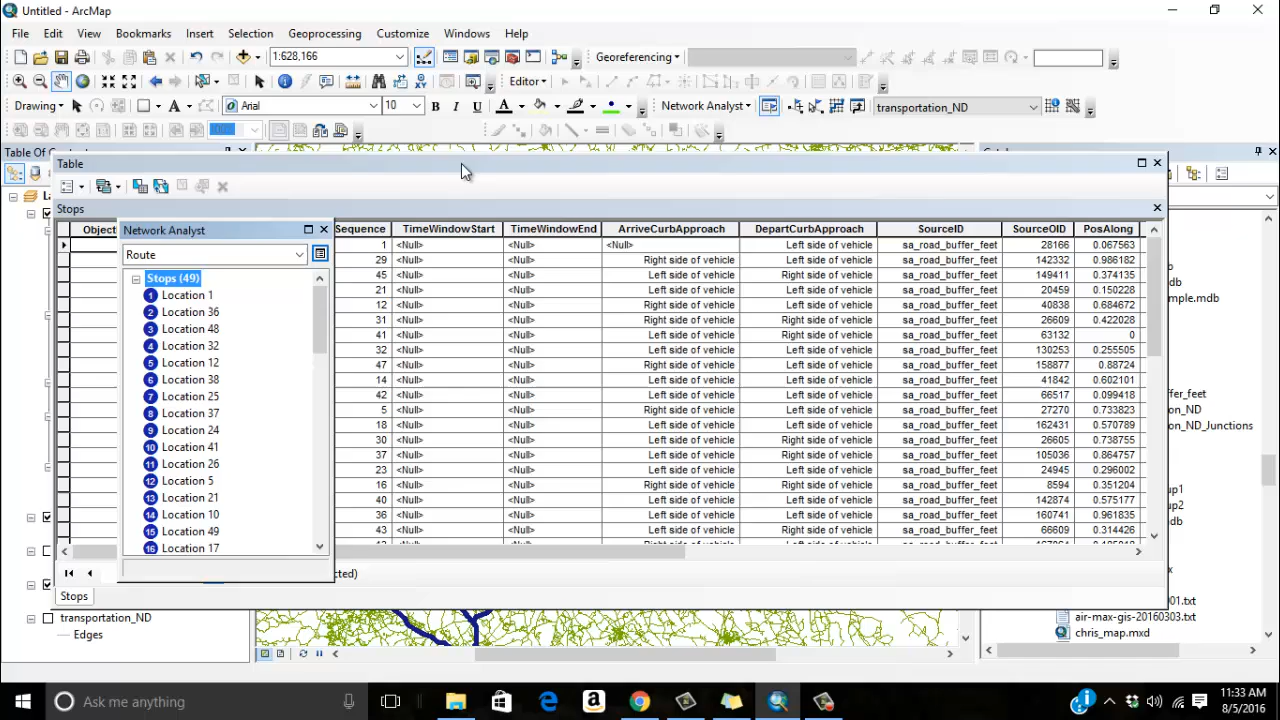 Untitled - ArcMap
File Edit View Bookmarks Insert Selection Geoprocessing Customize Windows Help
1:628,166 Georeferencing
Editor
Drawing Arial 10 B I U A Network Analyst transportation_ND
Table Of
Table
Stops
Object Sequence TimeWindowStart TimeWindowEnd ArriveCurbApproach DepartCurbApproach SourceID SourceOID PosAlong
1 <Null> <Null> <Null> Left side of vehicle sa_road_buffer_feet 28166 0.067563
29 <Null> <Null> Right side of vehicle Left side of vehicle sa_road_buffer_feet 142332 0.986182
45 <Null> <Null> Left side of vehicle Right side of vehicle sa_road_buffer_feet 149411 0.374135
21 <Null> <Null> Left side of vehicle Left side of vehicle sa_road_buffer_feet 20459 0.150228
12 <Null> <Null> Right side of vehicle Left side of vehicle sa_road_buffer_feet 40838 0.684672
31 <Null> <Null> Right side of vehicle Right side of vehicle sa_road_buffer_feet 26609 0.422028
41 <Null> <Null> Left side of vehicle Right side of vehicle sa_road_buffer_feet 63132 0
32 <Null> <Null> Left side of vehicle Left side of vehicle sa_road_buffer_feet 130253 0.255505
47 <Null> <Null> Right side of vehicle Right side of vehicle sa_road_buffer_feet 158877 0.88724
14 <Null> <Null> Left side of vehicle Left side of vehicle sa_road_buffer_feet 41842 0.602101
42 <Null> <Null> Left side of vehicle Left side of vehicle sa_road_buffer_feet 66517 0.099418
5 <Null> <Null> Right side of vehicle Left side of vehicle sa_road_buffer_feet 27270 0.733823
18 <Null> <Null> Left side of vehicle Left side of vehicle sa_road_buffer_feet 162431 0.570789
30 <Null> <Null> Left side of vehicle Right side of vehicle sa_road_buffer_feet 26605 0.738755
37 <Null> <Null> Right side of vehicle Right side of vehicle sa_road_buffer_feet 105036 0.864757
23 <Null> <Null> Left side of vehicle Left side of vehicle sa_road_buffer_feet 24945 0.296002
16 <Null> <Null> Right side of vehicle Right side of vehicle sa_road_buffer_feet 8594 0.351204
40 <Null> <Null> Left side of vehicle Left side of vehicle sa_road_buffer_feet 142874 0.575177
36 <Null> <Null> Right side of vehicle Left side of vehicle sa_road_buffer_feet 160741 0.961835
43 <Null> <Null> Left side of vehicle Right side of vehicle sa_road_buffer_feet 66609 0.314426
Network Analyst
Route
Stops (49)
1 Location 1
2 Location 36
3 Location 48
4 Location 32
5 Location 12
6 Location 38
7 Location 25
8 Location 37
9 Location 24
10 Location 41
11 Location 26
12 Location 5
13 Location 21
14 Location 10
15 Location 49
16 Location 17
cted)
Stops
mple.mdb
fer_feet
tion_ND
tion_ND_Junctions
up1
up2
db
001.txt
air-max-gis-20160303.txt
chris_map.mxd
transportation_ND
Edges
Ask me anything
11:33 AM
8/5/2016